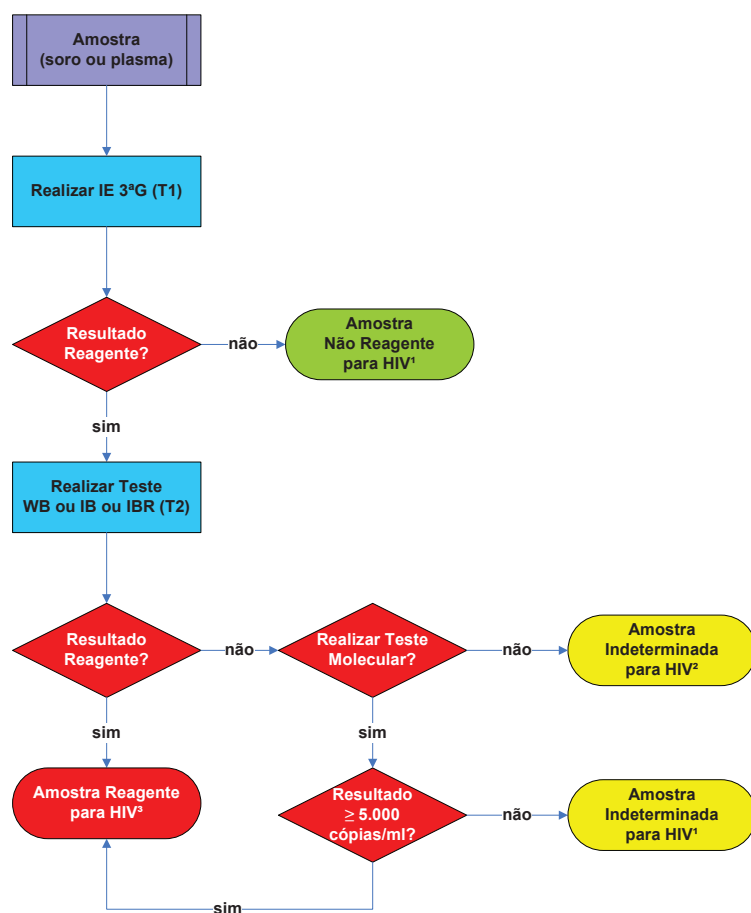 Amostra
(soro ou plasma)
Realizar IE 3ªG (T1)
Resultado
Reagente?
não
Amostra
Não Reagente
para HIV¹
sim
Realizar Teste
WB ou IB ou IBR (T2)
Resultado
Reagente?
não
Realizar Teste
Molecular?
não
Amostra
Indeterminada
para HIV²
sim
sim
Amostra Reagente
para HIV³
Resultado
≥ 5.000
cópias/ml?
não
Amostra
Indeterminada
para HIV¹
sim